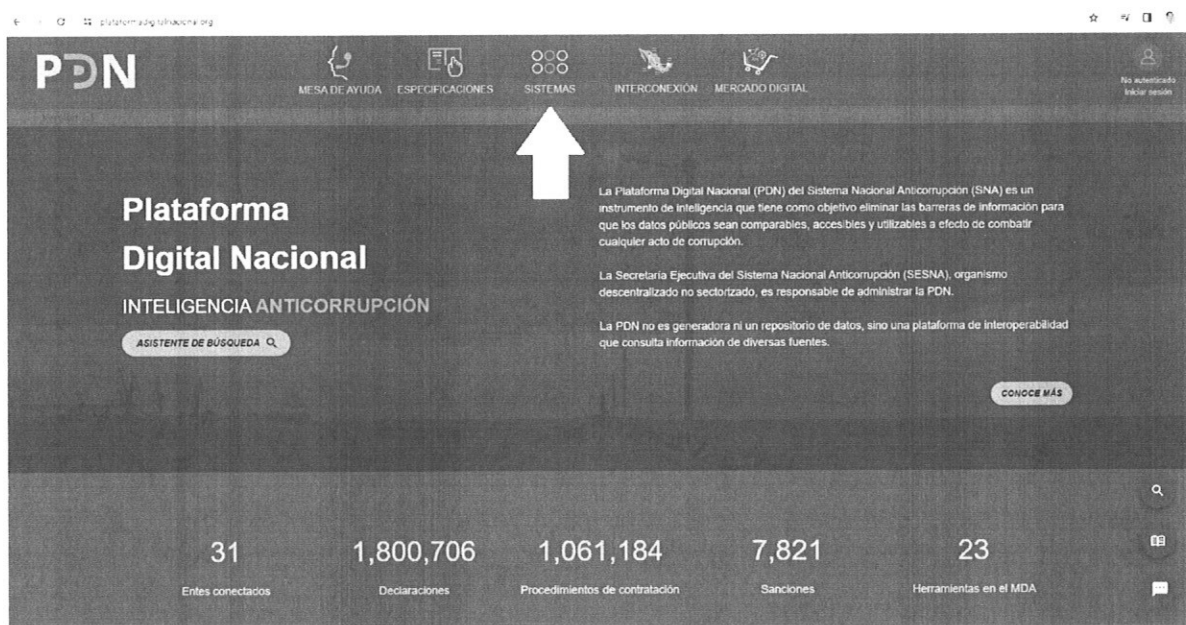 plataformadigitalnacional.org
PDN
MESA DE AYUDA
ESPECIFICACIONES
SISTEMAS
INTERCONEXIÓN
MERCADO DIGITAL
No autenticado
Iniciar sesión
Plataforma
Digital Nacional
INTELIGENCIA ANTICORRUPCIÓN
ASISTENTE DE BÚSQUEDA
La Plataforma Digital Nacional (PDN) del Sistema Nacional Anticorrupción (SNA) es un
instrumento de inteligencia que tiene como objetivo eliminar las barreras de información para
que los datos públicos sean comparables, accesibles y utilizables a efecto de combatir
cualquier acto de corrupción.
La Secretaría Ejecutiva del Sistema Nacional Anticorrupción (SESNA), organismo
descentralizado no sectorizado, es responsable de administrar la PDN.
La PDN no es generadora ni un repositorio de datos, sino una plataforma de interoperabilidad
que consulta información de diversas fuentes.
CONOCE MÁS
31
Entes conectados
1,800,706
Declaraciones
1,061,184
Procedimientos de contratación
7,821
Sanciones
23
Herramientas en el MDA